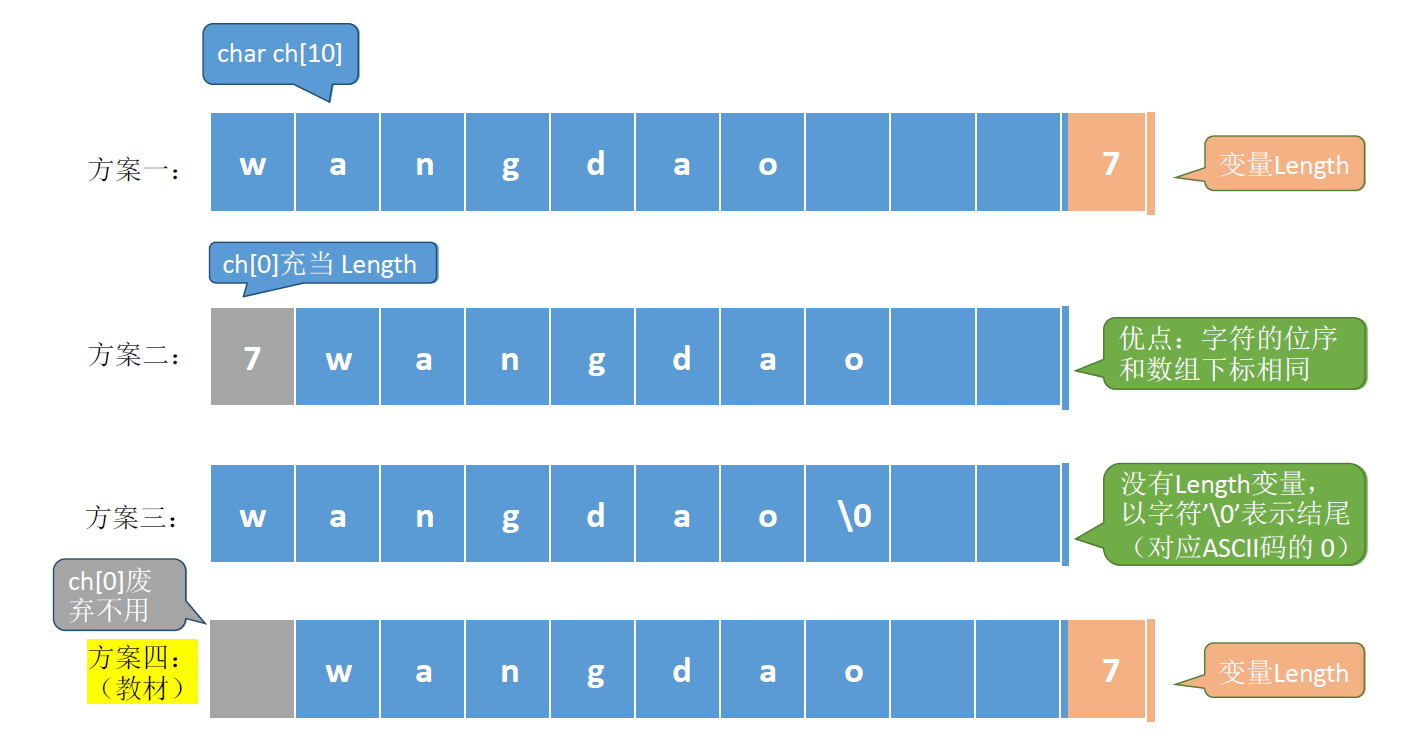 char ch[10]
方案一：
w a n g d a o 7
变量Length
ch[0]充当 Length
方案二：
7 w a n g d a o
优点：字符的位序
和数组下标相同
方案三：
w a n g d a o \0
没有Length变量，
以字符’\0’表示结尾
（对应ASCII码的 0）
ch[0]废
弃不用
方案四：
（教材）
w a n g d a o 7
变量Length